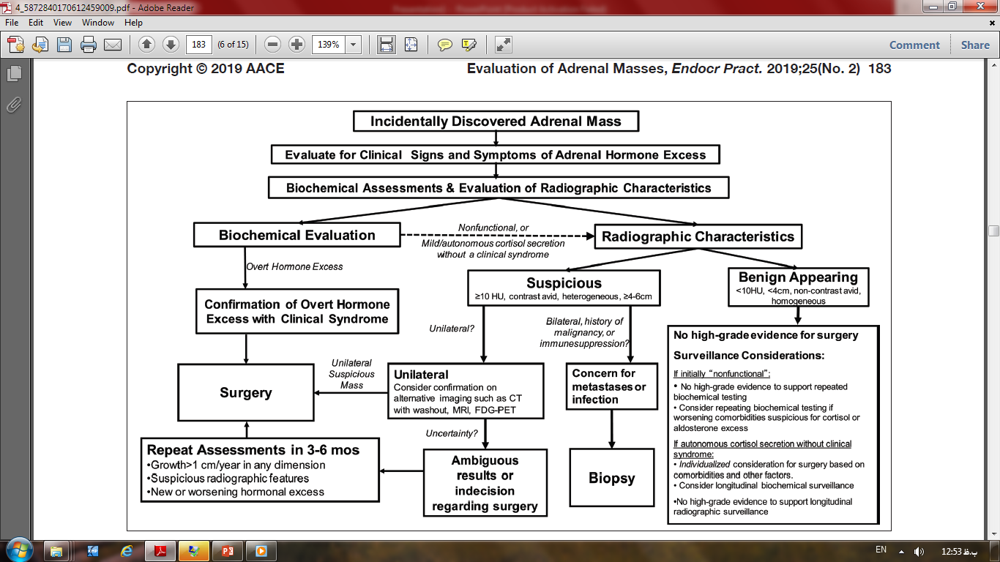 4_5872840170612459009.pdf - Adobe Reader
File Edit View Window Help
183 (6 of 15) 139% Comment Share
Copyright © 2019 AACE
Evaluation of Adrenal Masses, Endocr Pract. 2019;25(No. 2) 183
Incidentally Discovered Adrenal Mass
Evaluate for Clinical Signs and Symptoms of Adrenal Hormone Excess
Biochemical Assessments & Evaluation of Radiographic Characteristics
Biochemical Evaluation
Nonfunctional, or
Mild/autonomous cortisol secretion
without a clinical syndrome
Radiographic Characteristics
Overt Hormone Excess
Confirmation of Overt Hormone
Excess with Clinical Syndrome
Suspicious
≥10 HU, contrast avid, heterogeneous, ≥4-6cm
Benign Appearing
<10HU, <4cm, non-contrast avid,
homogeneous
Unilateral?
Bilateral, history of
malignancy, or
immunesuppression?
Surgery
Unilateral
Suspicious
Mass
Unilateral
Consider confirmation on
alternative imaging such as CT
with washout, MRI, FDG-PET
Concern for
metastases or
infection
Uncertainty?
Repeat Assessments in 3-6 mos
•Growth>1 cm/year in any dimension
•Suspicious radiographic features
•New or worsening hormonal excess
Ambiguous
results or
indecision
regarding surgery
Biopsy
No high-grade evidence for surgery
Surveillance Considerations:
If initially “nonfunctional”:
• No high-grade evidence to support repeated
biochemical testing
• Consider repeating biochemical testing if
worsening comorbidities suspicious for cortisol or
aldosterone excess
If autonomous cortisol secretion without clinical
syndrome:
• Individualized consideration for surgery based on
comorbidities and other factors.
• Consider longitudinal biochemical surveillance
•No high-grade evidence to support longitudinal
radiographic surveillance
KMP
EN
12:53 ب.ظ